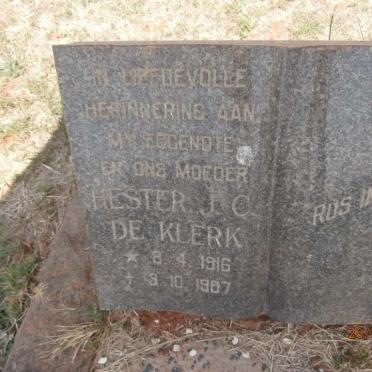 IN LIEFDEVOLLE
HERINNERING AAN
MY EGGENOTE
EN ONS MOEDER
HESTER J. C.
DE KLERK
* 8. 4. 1916
† 3. 10. 1987
RUS